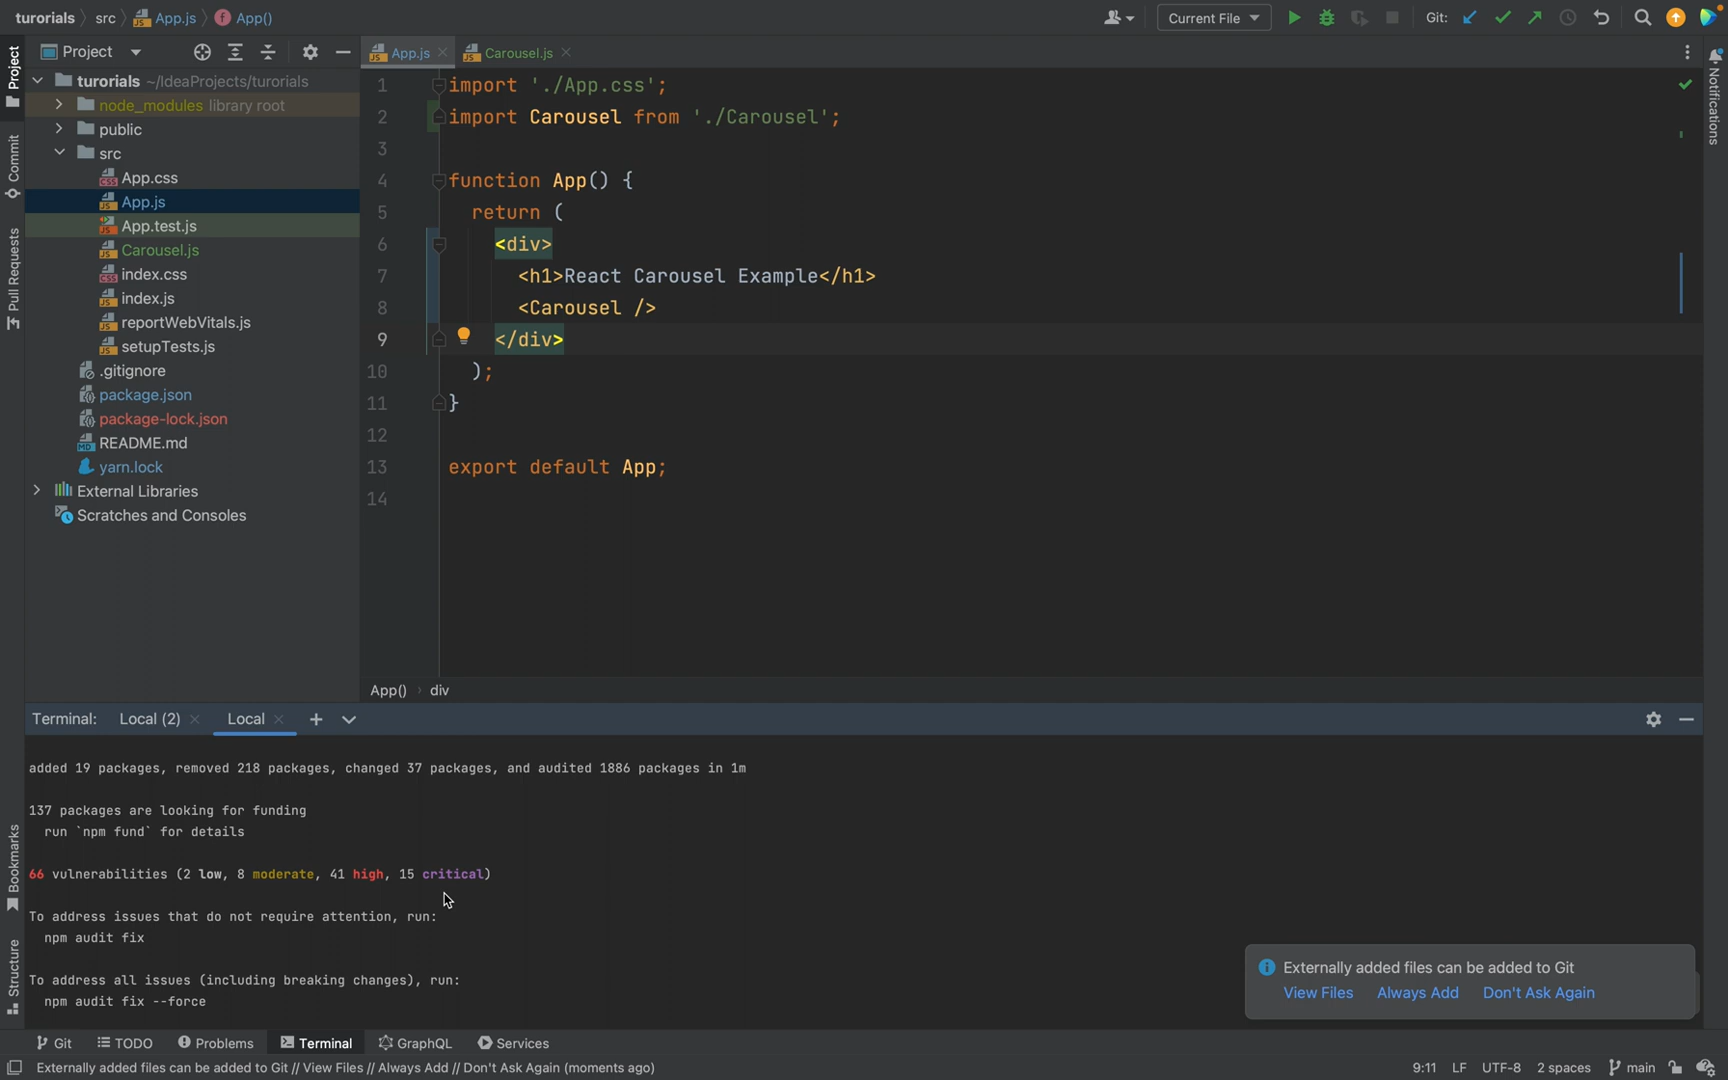 turorials src App.js App()
Current File
Git:
Project
App.js
Carousel.js
Project
Commit
Pull Requests
Bookmarks
Structure
Notifications
turorials ~/IdeaProjects/turorials
node_modules library root
public
src
App.css
App.js
App.test.js
Carousel.js
index.css
index.js
reportWebVitals.js
setupTests.js
.gitignore
package.json
package-lock.json
README.md
yarn.lock
External Libraries
Scratches and Consoles
1 import './App.css';
2 import Carousel from './Carousel';
3
4 function App() {
5 return (
6 <div>
7 <h1>React Carousel Example</h1>
8 <Carousel />
9 </div>
10 );
11 }
12
13 export default App;
14
App() div
Terminal: Local (2) Local
added 19 packages, removed 218 packages, changed 37 packages, and audited 1886 packages in 1m
137 packages are looking for funding
run `npm fund` for details
66 vulnerabilities (2 low, 8 moderate, 41 high, 15 critical)
To address issues that do not require attention, run:
npm audit fix
To address all issues (including breaking changes), run:
npm audit fix --force
Externally added files can be added to Git
View Files Always Add Don't Ask Again
Git TODO Problems Terminal GraphQL Services
Externally added files can be added to Git // View Files // Always Add // Don't Ask Again (moments ago)
9:11 LF UTF-8 2 spaces main